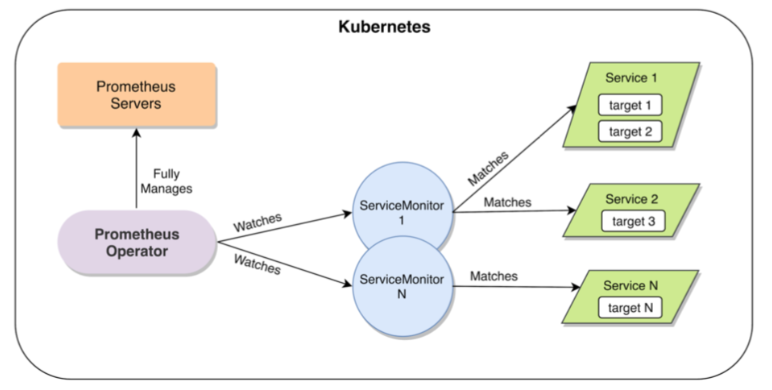 Kubernetes
Prometheus
Servers
Fully
Manages
Prometheus
Operator
Watches
Watches
ServiceMonitor
1
ServiceMonitor
N
Matches
Matches
Matches
Service 1
target 1
target 2
Service 2
target 3
Service N
target N